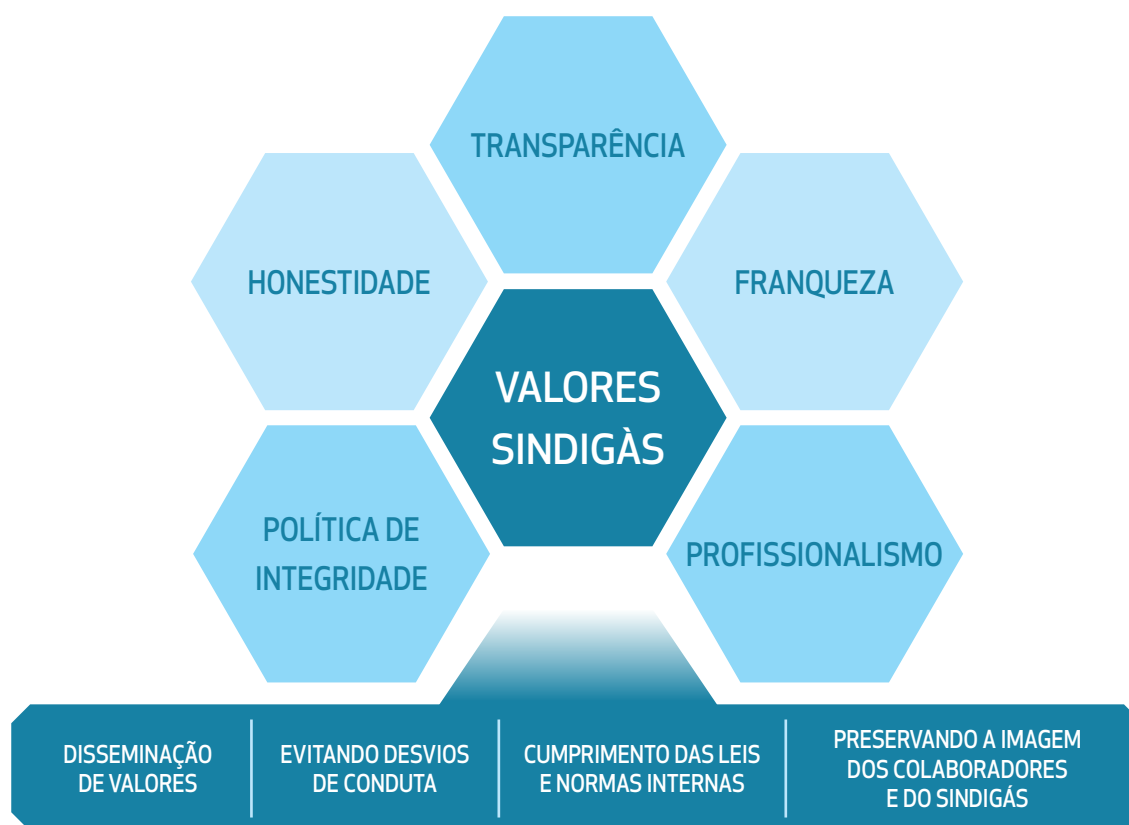 TRANSPARÊNCIA
HONESTIDADE
FRANQUEZA
VALORES
SINDIGÀS
POLÍTICA DE
INTEGRIDADE
PROFISSIONALISMO
DISSEMINAÇÃO
DE VALORES
EVITANDO DESVIOS
DE CONDUTA
CUMPRIMENTO DAS LEIS
E NORMAS INTERNAS
PRESERVANDO A IMAGEM
DOS COLABORADORES
E DO SINDIGÁS